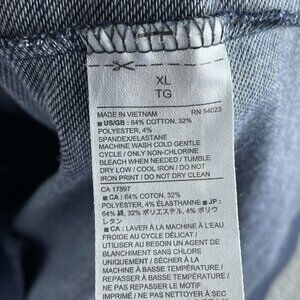 XL
TG
MADE IN VIETNAM RN 54023
■ US/GB : 64% COTTON, 32%
POLYESTER, 4%
SPANDEX/ELASTANE
MACHINE WASH COLD GENTLE
CYCLE / ONLY NON-CHLORINE
BLEACH WHEN NEEDED / TUMBLE
DRY LOW / COOL IRON / DO NOT
IRON PRINT / DO NOT DRY CLEAN
CA 17897
■ CA : 64% COTON, 32%
POLYESTER, 4% ÉLASTHANNE ■ JP :
64% 綿, 32% ポリエステル, 4% ポリウ
レタン
■ CA : LAVER À LA MACHINE À L'EAU
FROIDE AU CYCLE DÉLICAT /
UTILISER AU BESOIN UN AGENT DE
BLANCHIMENT SANS CHLORE
UNIQUEMENT / SÉCHER À LA
MACHINE À BASSE TEMPÉRATURE /
REPASSER À BASSE TEMPÉRATURE /
NE PAS REPASSER L'IMPRIMÉ / NE
PAS NETTOYER À SEC